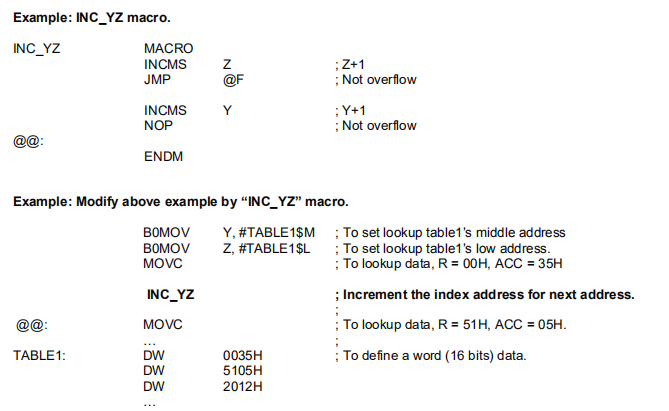 Example: INC_YZ macro.
INC_YZ MACRO
INCMS Z ; Z+1
JMP @F ; Not overflow
INCMS Y ; Y+1
NOP ; Not overflow
@@:
ENDM
Example: Modify above example by “INC_YZ” macro.
B0MOV Y, #TABLE1$M ; To set lookup table1’s middle address
B0MOV Z, #TABLE1$L ; To set lookup table1’s low address.
MOVC ; To lookup data, R = 00H, ACC = 35H
INC_YZ ; Increment the index address for next address.
;
@@: MOVC ; To lookup data, R = 51H, ACC = 05H.
… ;
TABLE1: DW 0035H ; To define a word (16 bits) data.
DW 5105H
DW 2012H
…